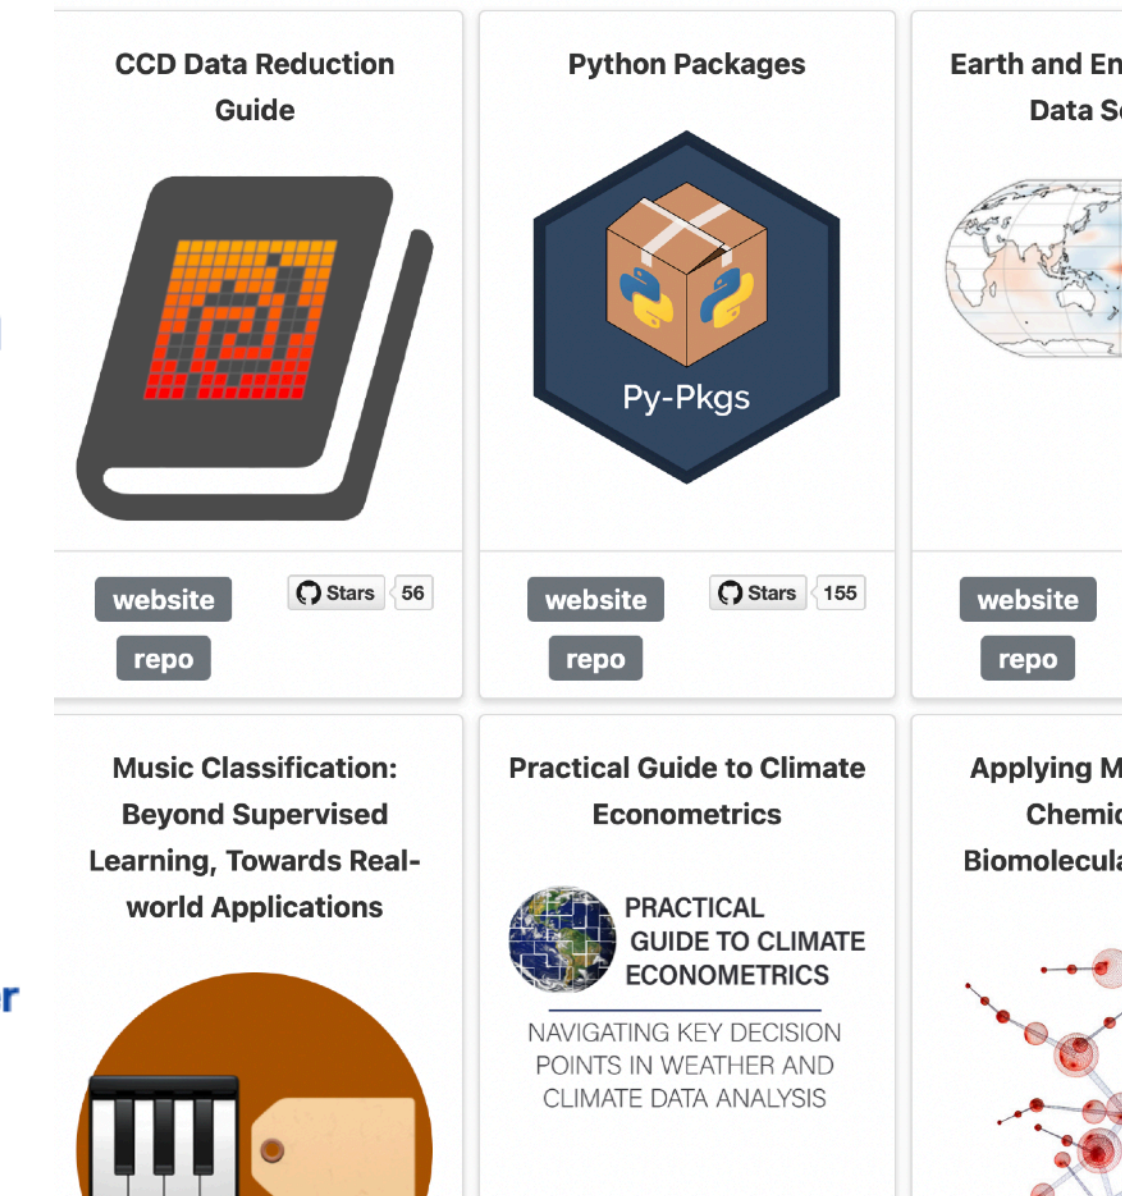 CCD Data Reduction
Guide
website
Stars 56
repo
Python Packages
Py-Pkgs
website
Stars 155
repo
Earth and En
Data S
website
repo
Music Classification:
Beyond Supervised
Learning, Towards Real-
world Applications
Practical Guide to Climate
Econometrics
PRACTICAL
GUIDE TO CLIMATE
ECONOMETRICS
NAVIGATING KEY DECISION
POINTS IN WEATHER AND
CLIMATE DATA ANALYSIS
Applying M
Chemic
Biomolecula